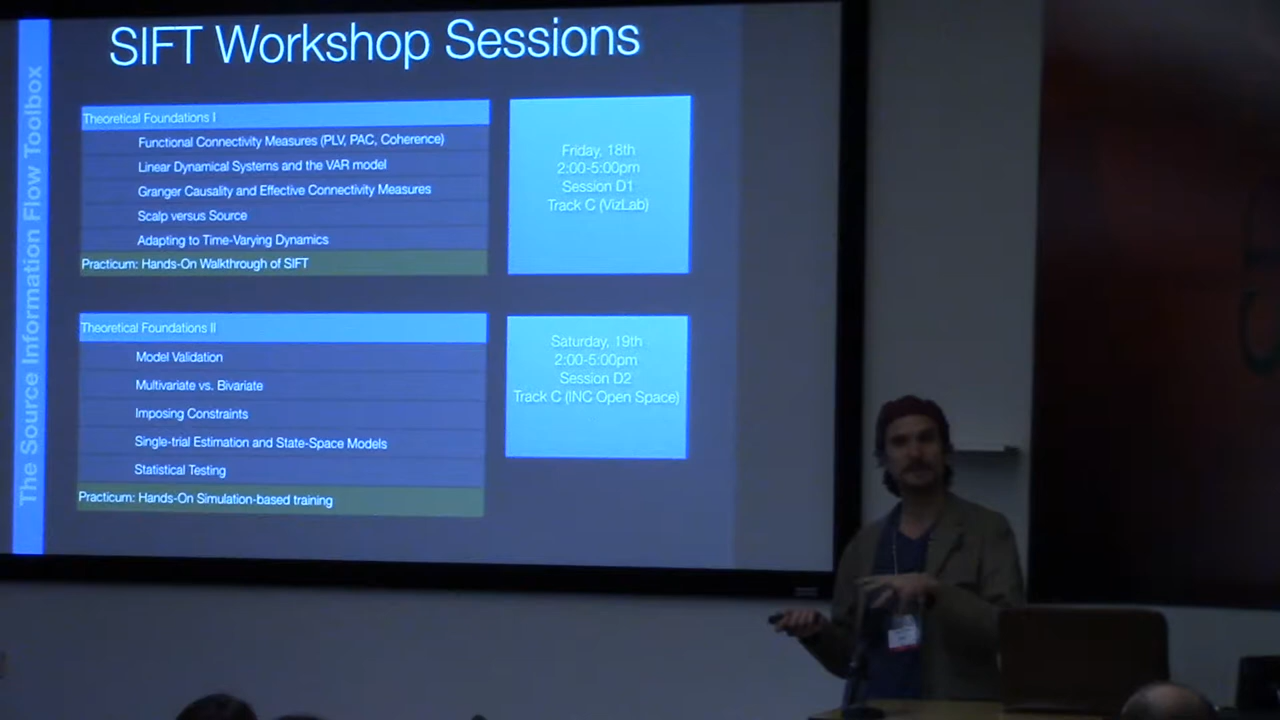 SIFT Workshop Sessions
The Source Information Flow Toolbox
Theoretical Foundations I
Functional Connectivity Measures (PLV, PAC, Coherence)
Linear Dynamical Systems and the VAR model
Granger Causality and Effective Connectivity Measures
Scalp versus Source
Adapting to Time-Varying Dynamics
Practicum: Hands-On Walkthrough of SIFT
Friday, 18th
2:00-5:00pm
Session D1
Track C (VizLab)
Theoretical Foundations II
Model Validation
Multivariate vs. Bivariate
Imposing Constraints
Single-trial Estimation and State-Space Models
Statistical Testing
Practicum: Hands-On Simulation-based training
Saturday, 19th
2:00-5:00pm
Session D2
Track C (INC Open Space)